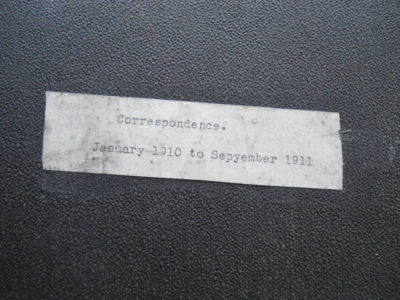 Correspondence.
January 1910 to Sepyember 1911